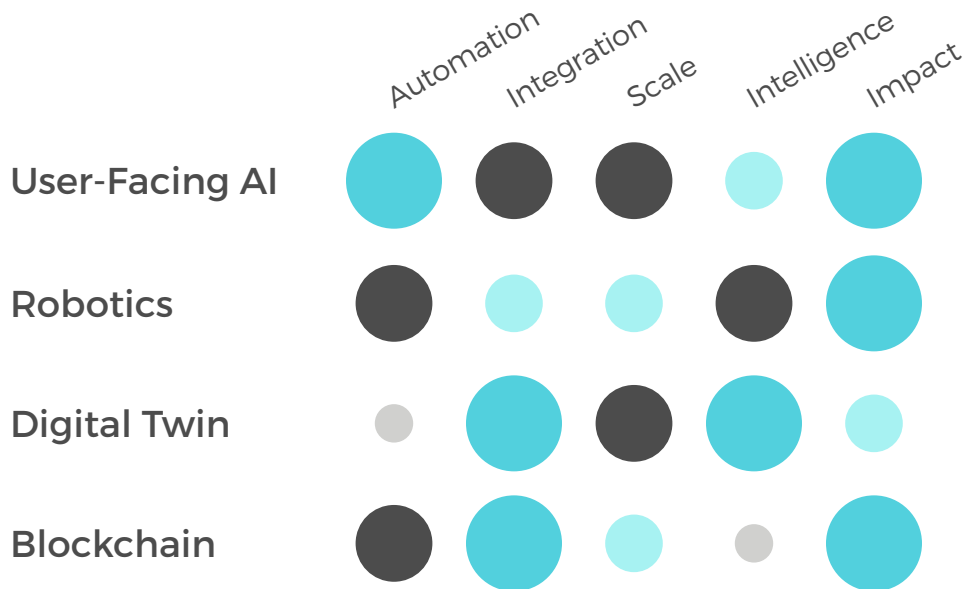 Automation
Integration
Scale
Intelligence
Impact
User-Facing AI
Robotics
Digital Twin
Blockchain